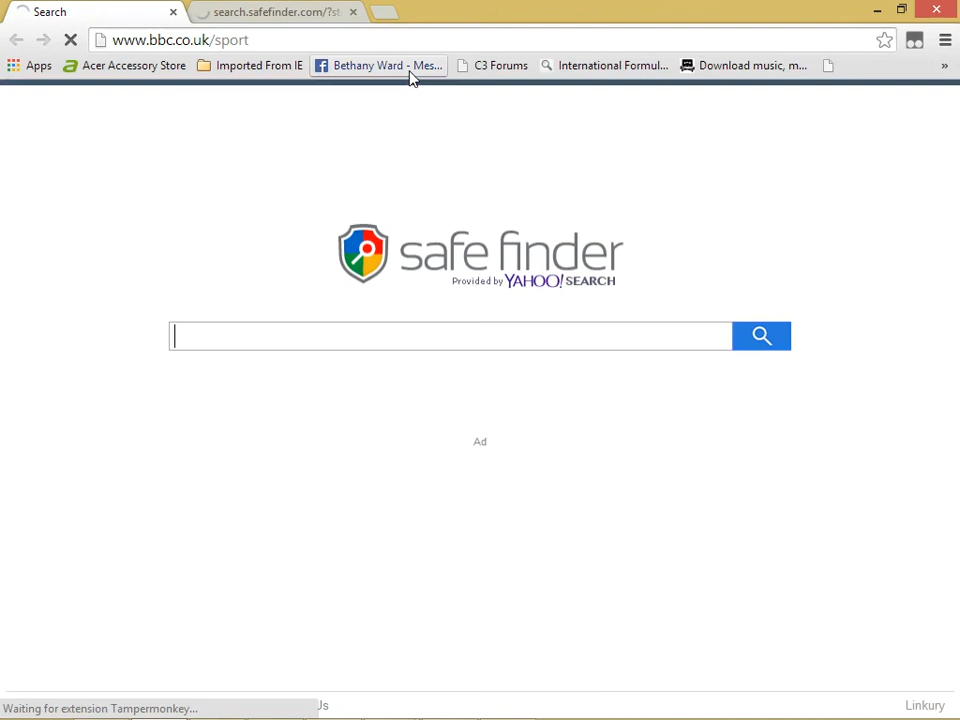 Search
search.safefinder.com/?st
www.bbc.co.uk/sport
Apps Acer Accessory Store Imported From IE Bethany Ward - Mes... C3 Forums International Formul... Download music, m... »
safe finder
Provided by YAHOO! SEARCH
Ad
Waiting for extension Tampermonkey... Us Linkury